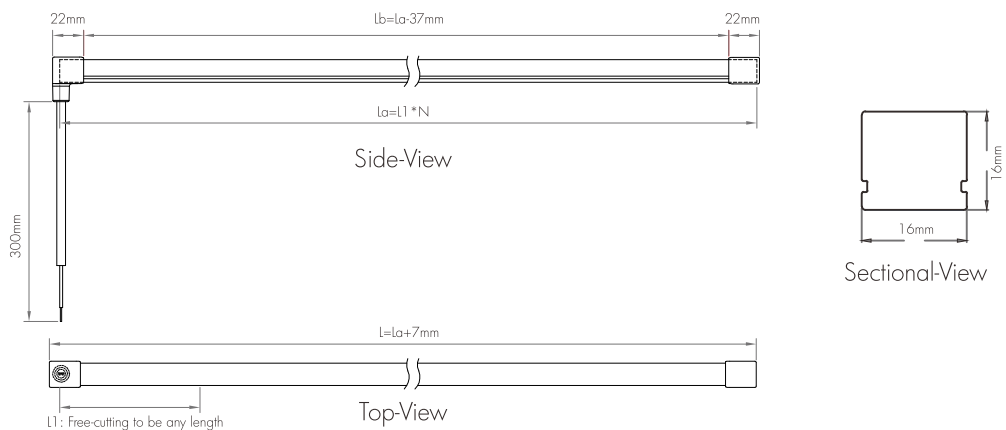 22mm
Lb=La-37mm
22mm
La=L1*N
Side-View
300mm
16mm
16mm
Sectional-View
L=La+7mm
Top-View
L1: Free-cutting to be any length